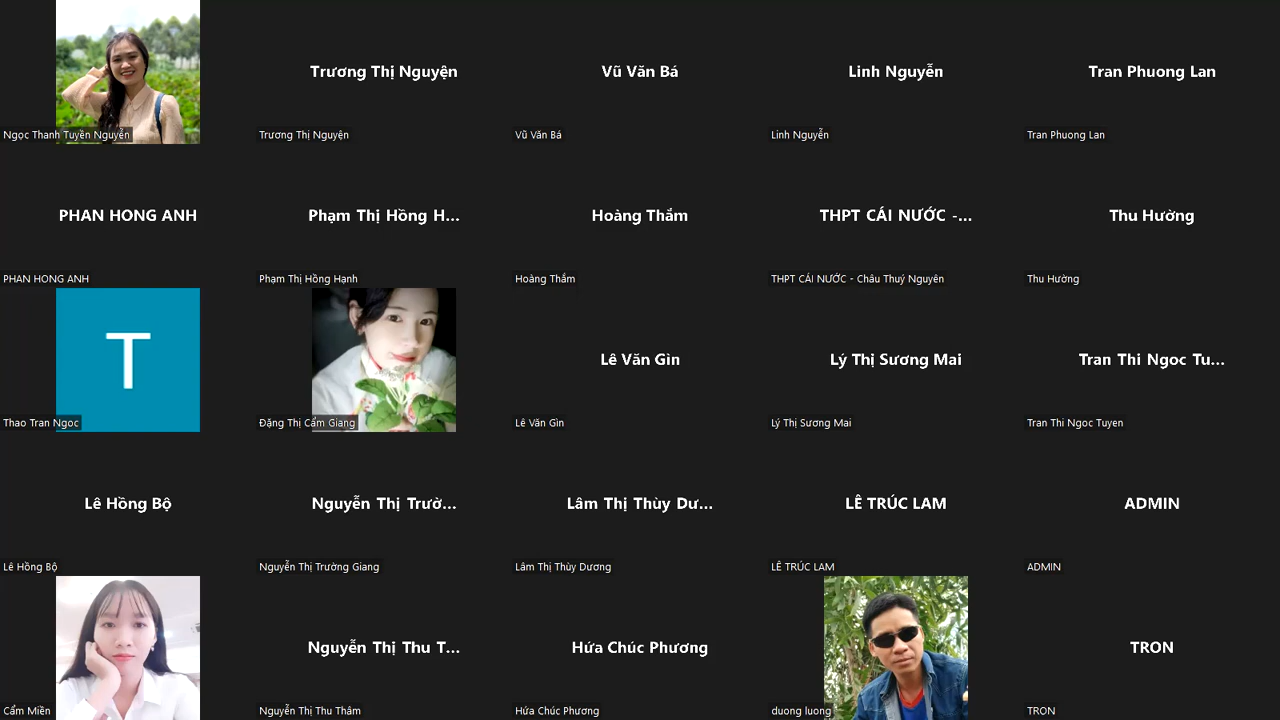 Ngọc Thanh Tuyền Nguyễn
Trương Thị Nguyện
Trương Thị Nguyện
Vũ Văn Bá
Vũ Văn Bá
Linh Nguyễn
Linh Nguyễn
Tran Phuong Lan
Tran Phuong Lan
PHAN HONG ANH
PHAN HONG ANH
Phạm Thị Hồng H...
Phạm Thị Hồng Hạnh
Hoàng Thắm
Hoàng Thắm
THPT CÁI NƯỚC -...
THPT CÁI NƯỚC - Châu Thuý Nguyên
Thu Hường
Thu Hường
T
Thao Tran Ngoc
Đặng Thị Cẩm Giang
Lê Văn Gìn
Lê Văn Gìn
Lý Thị Sương Mai
Lý Thị Sương Mai
Tran Thi Ngoc Tu...
Tran Thi Ngoc Tuyen
Lê Hồng Bộ
Lê Hồng Bộ
Nguyễn Thị Trườ...
Nguyễn Thị Trường Giang
Lâm Thị Thùy Dư...
Lâm Thị Thùy Dương
LÊ TRÚC LAM
LÊ TRÚC LAM
ADMIN
ADMIN
Cẩm Miền
Nguyễn Thị Thu T...
Nguyễn Thị Thu Thâm
Hứa Chúc Phương
Hứa Chúc Phương
duong luong
TRON
TRON